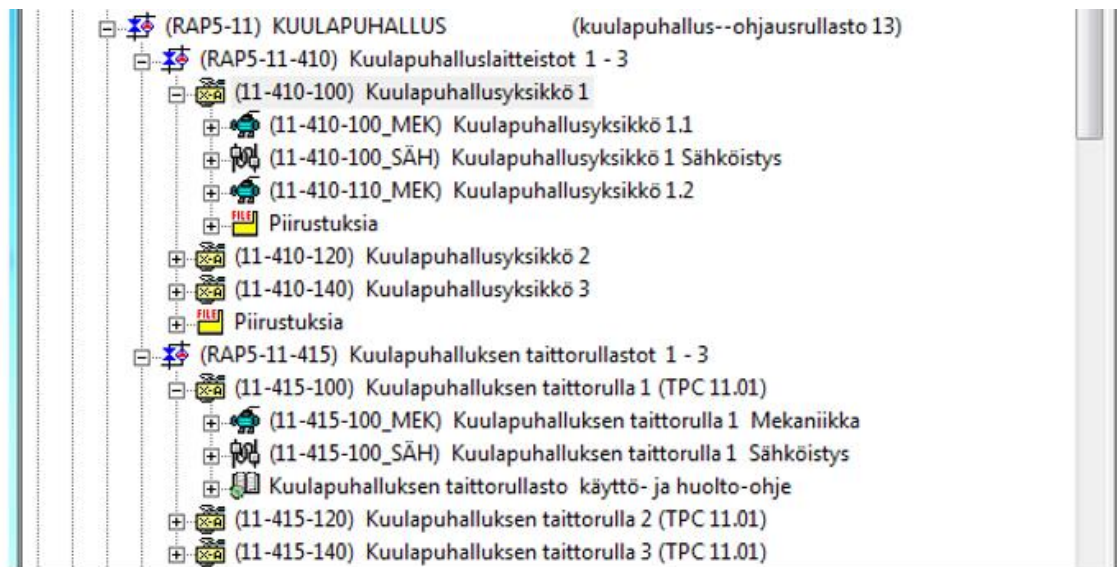 (RAP5-11) KUULAPUHALLUS (kuulapuhallus--ohjausrullasto 13)
(RAP5-11-410) Kuulapuhalluslaitteistot 1 - 3
(11-410-100) Kuulapuhallusyksikkö 1
(11-410-100_MEK) Kuulapuhallusyksikkö 1.1
(11-410-100_SÄH) Kuulapuhallusyksikkö 1 Sähköistys
(11-410-110_MEK) Kuulapuhallusyksikkö 1.2
FILE Piirustuksia
X-A (11-410-120) Kuulapuhallusyksikkö 2
X-A (11-410-140) Kuulapuhallusyksikkö 3
FILE Piirustuksia
(RAP5-11-415) Kuulapuhalluksen taittorullastot 1 - 3
X-A (11-415-100) Kuulapuhalluksen taittorulla 1 (TPC 11.01)
(11-415-100_MEK) Kuulapuhalluksen taittorulla 1 Mekaniikka
(11-415-100_SÄH) Kuulapuhalluksen taittorulla 1 Sähköistys
Kuulapuhalluksen taittorullasto käyttö- ja huolto-ohje
X-A (11-415-120) Kuulapuhalluksen taittorulla 2 (TPC 11.01)
X-A (11-415-140) Kuulapuhalluksen taittorulla 3 (TPC 11.01)